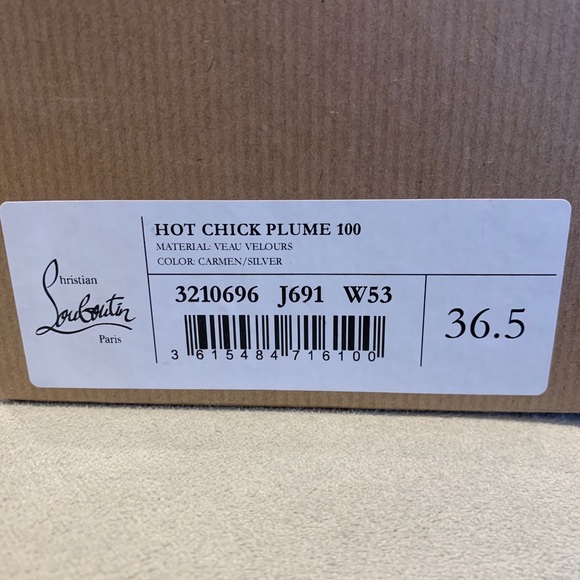 Christian
Louboutin
Paris
HOT CHICK PLUME 100
MATERIAL: VEAU VELOURS
COLOR: CARMEN/SILVER
3210696 J691 W53
3 615484 716100
36.5